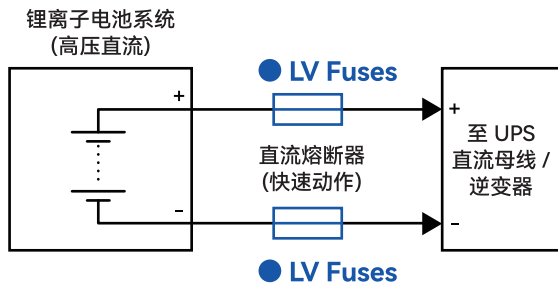 锂离子电池系统
(高压直流)
LV Fuses
+
+
至 UPS
直流母线 /
逆变器
直流熔断器
(快速动作)
-
-
LV Fuses